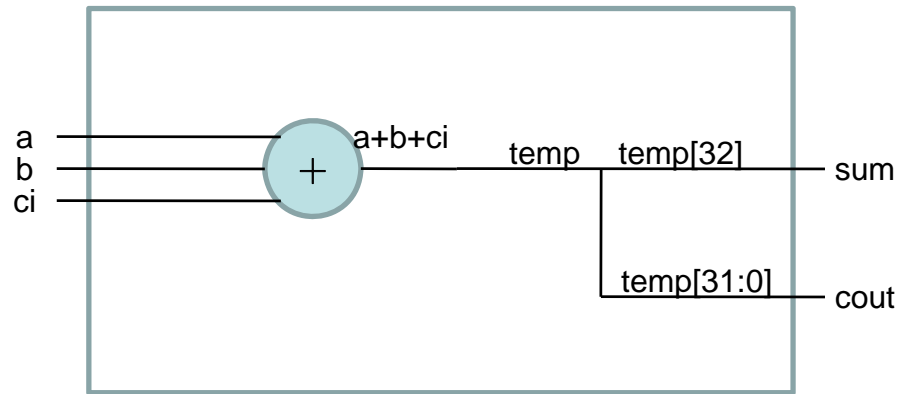 a
b
ci
+
a+b+ci
temp
temp[32]
sum
temp[31:0]
cout